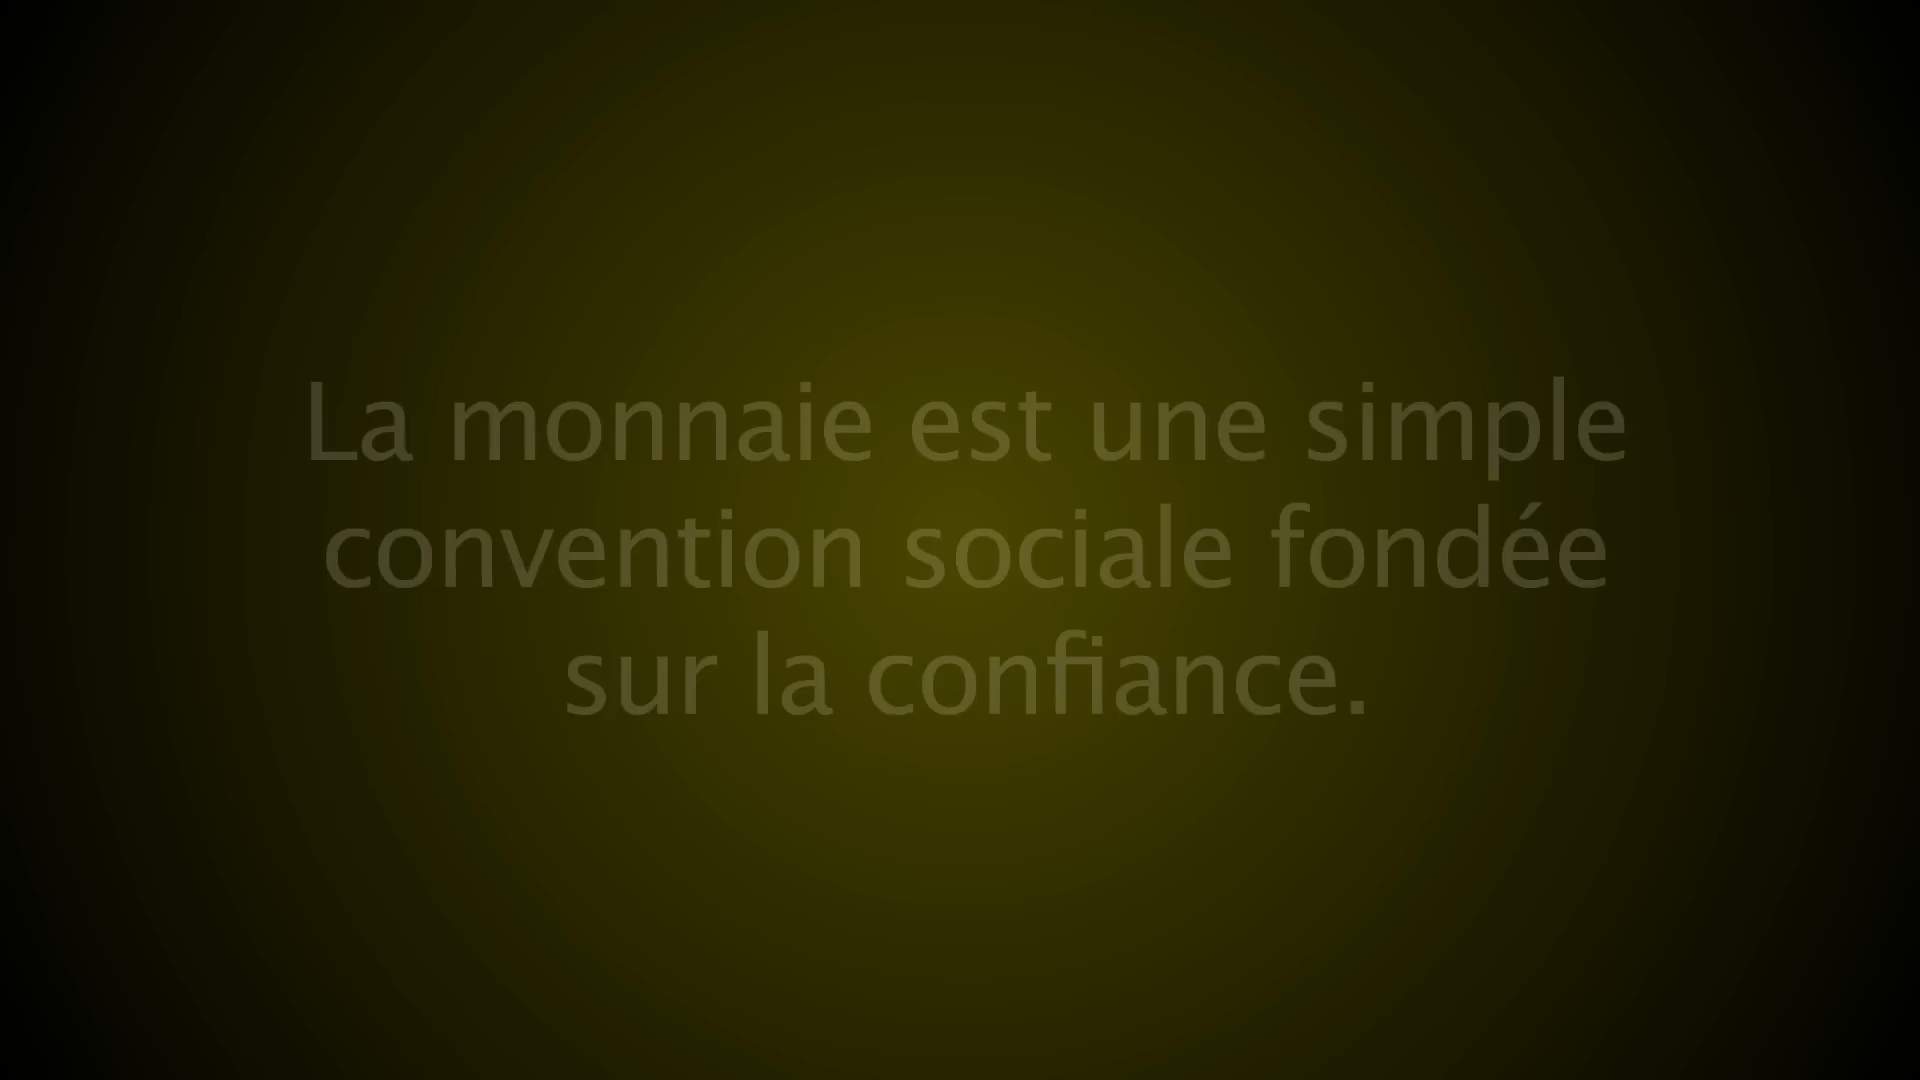 La monnaie est une simple
convention sociale fondée
sur la confiance.